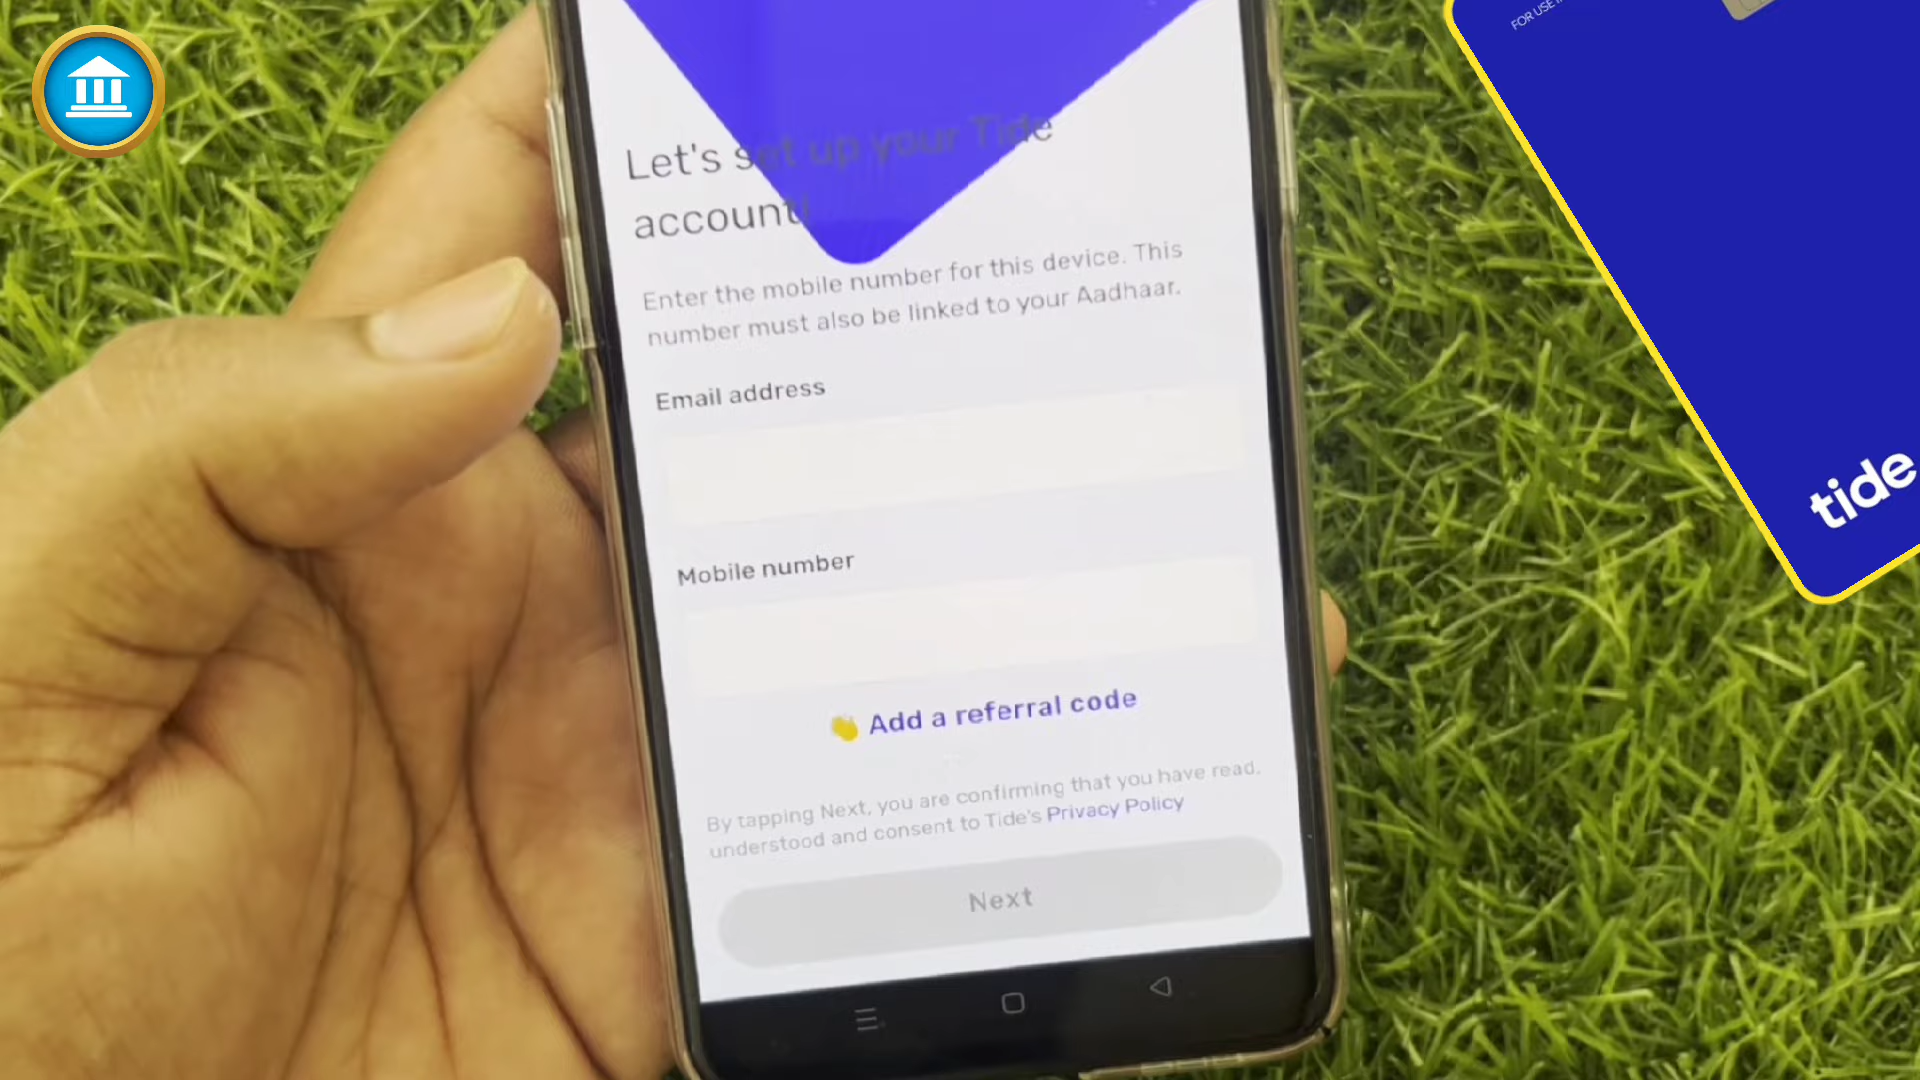 FOR USE I
Let's set up your Tide
account!
Enter the mobile number for this device. This
number must also be linked to your Aadhaar.
Email address
Mobile number
👏 Add a referral code
By tapping Next, you are confirming that you have read,
understood and consent to Tide's Privacy Policy
Next
tide